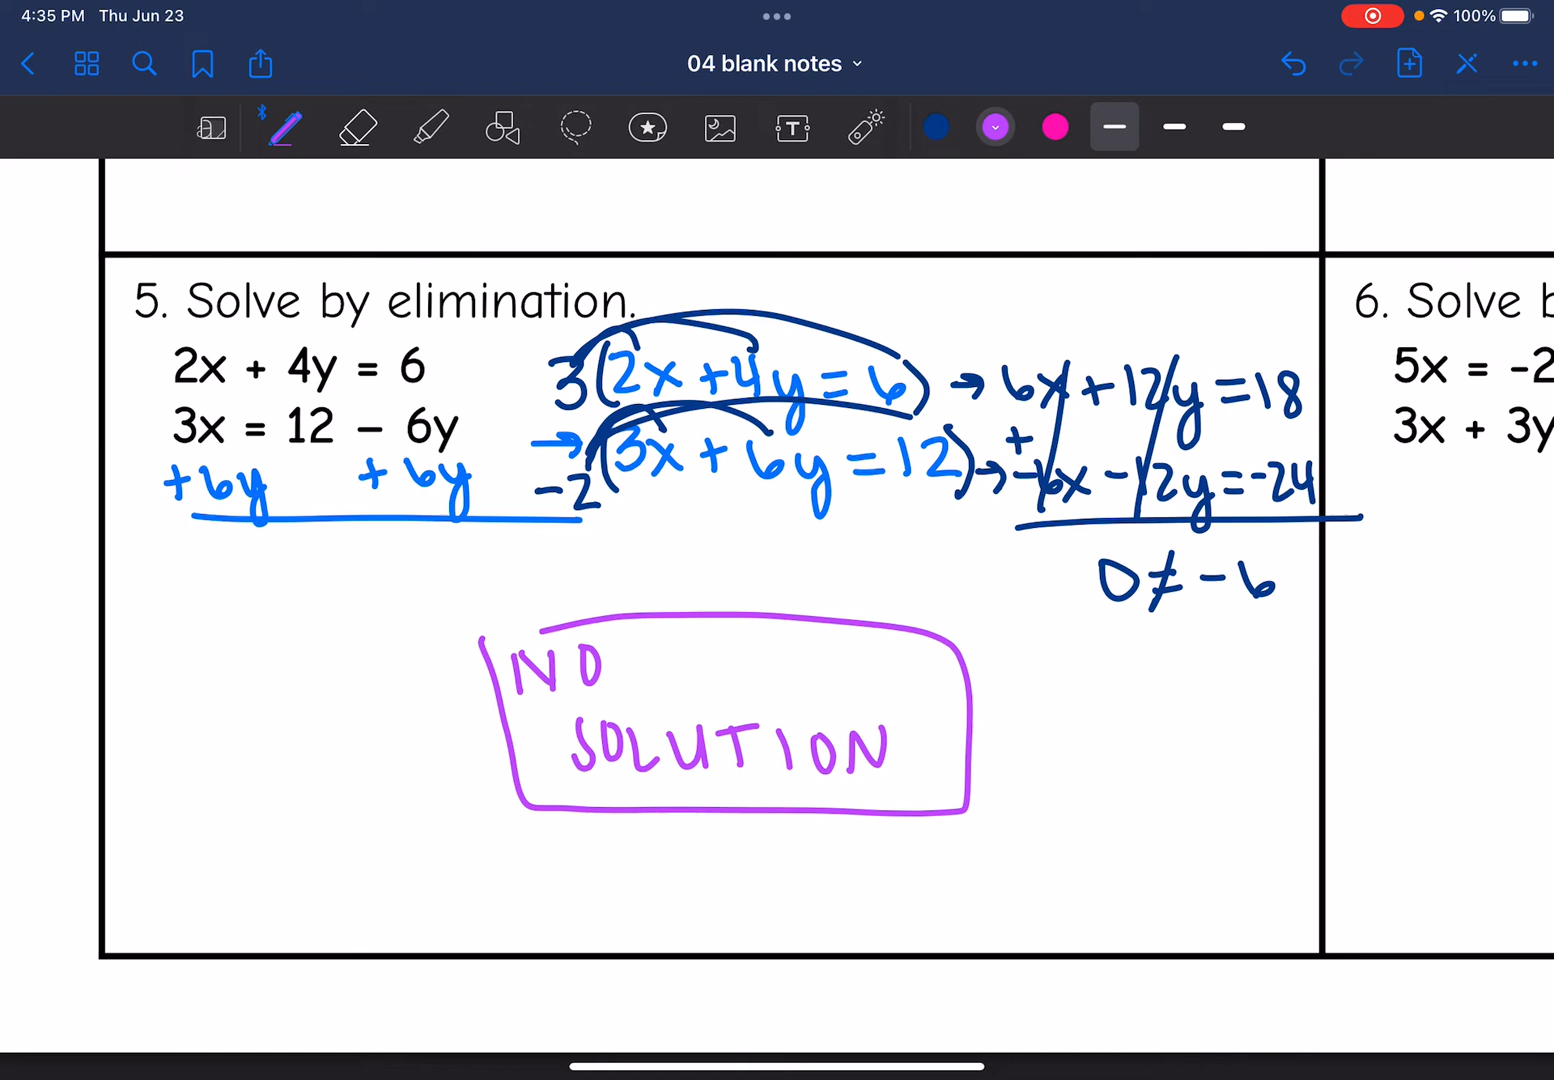 4:35 PM Thu Jun 23
100%
04 blank notes
T
5. Solve by elimination.
2x + 4y = 6
3x = 12 − 6y
+6y +6y
3(2x+4y=6) → 6x+12y=18
+
→ -2(3x+6y=12) → -6x-12y=-24
0≠-6
NO
SOLUTION
6. Solve b
5x = -2
3x + 3y